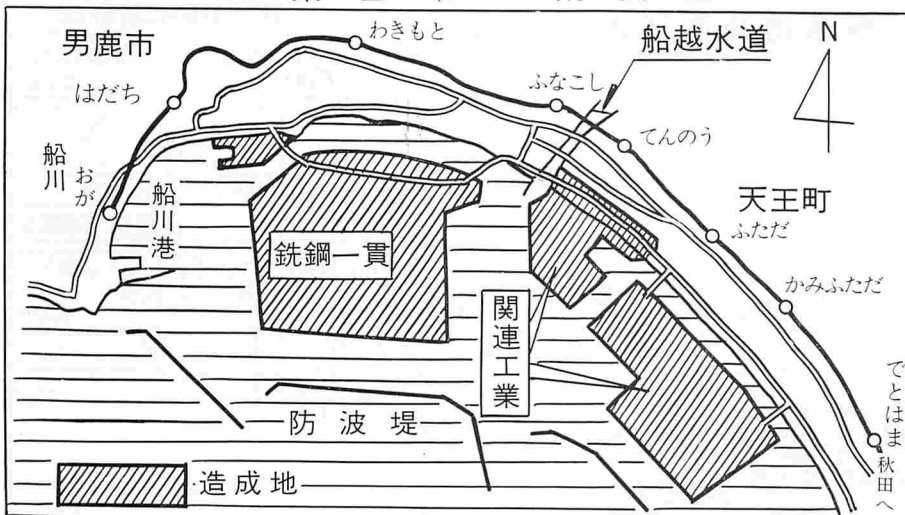 男鹿市
わきもと
船越水道
N
はだち
ふなこし
てんのう
船川
おが
船川港
天王町
ふただ
銑鋼一貫
かみふただ
関連工業
でとはま
防波堤
秋田へ
造成地